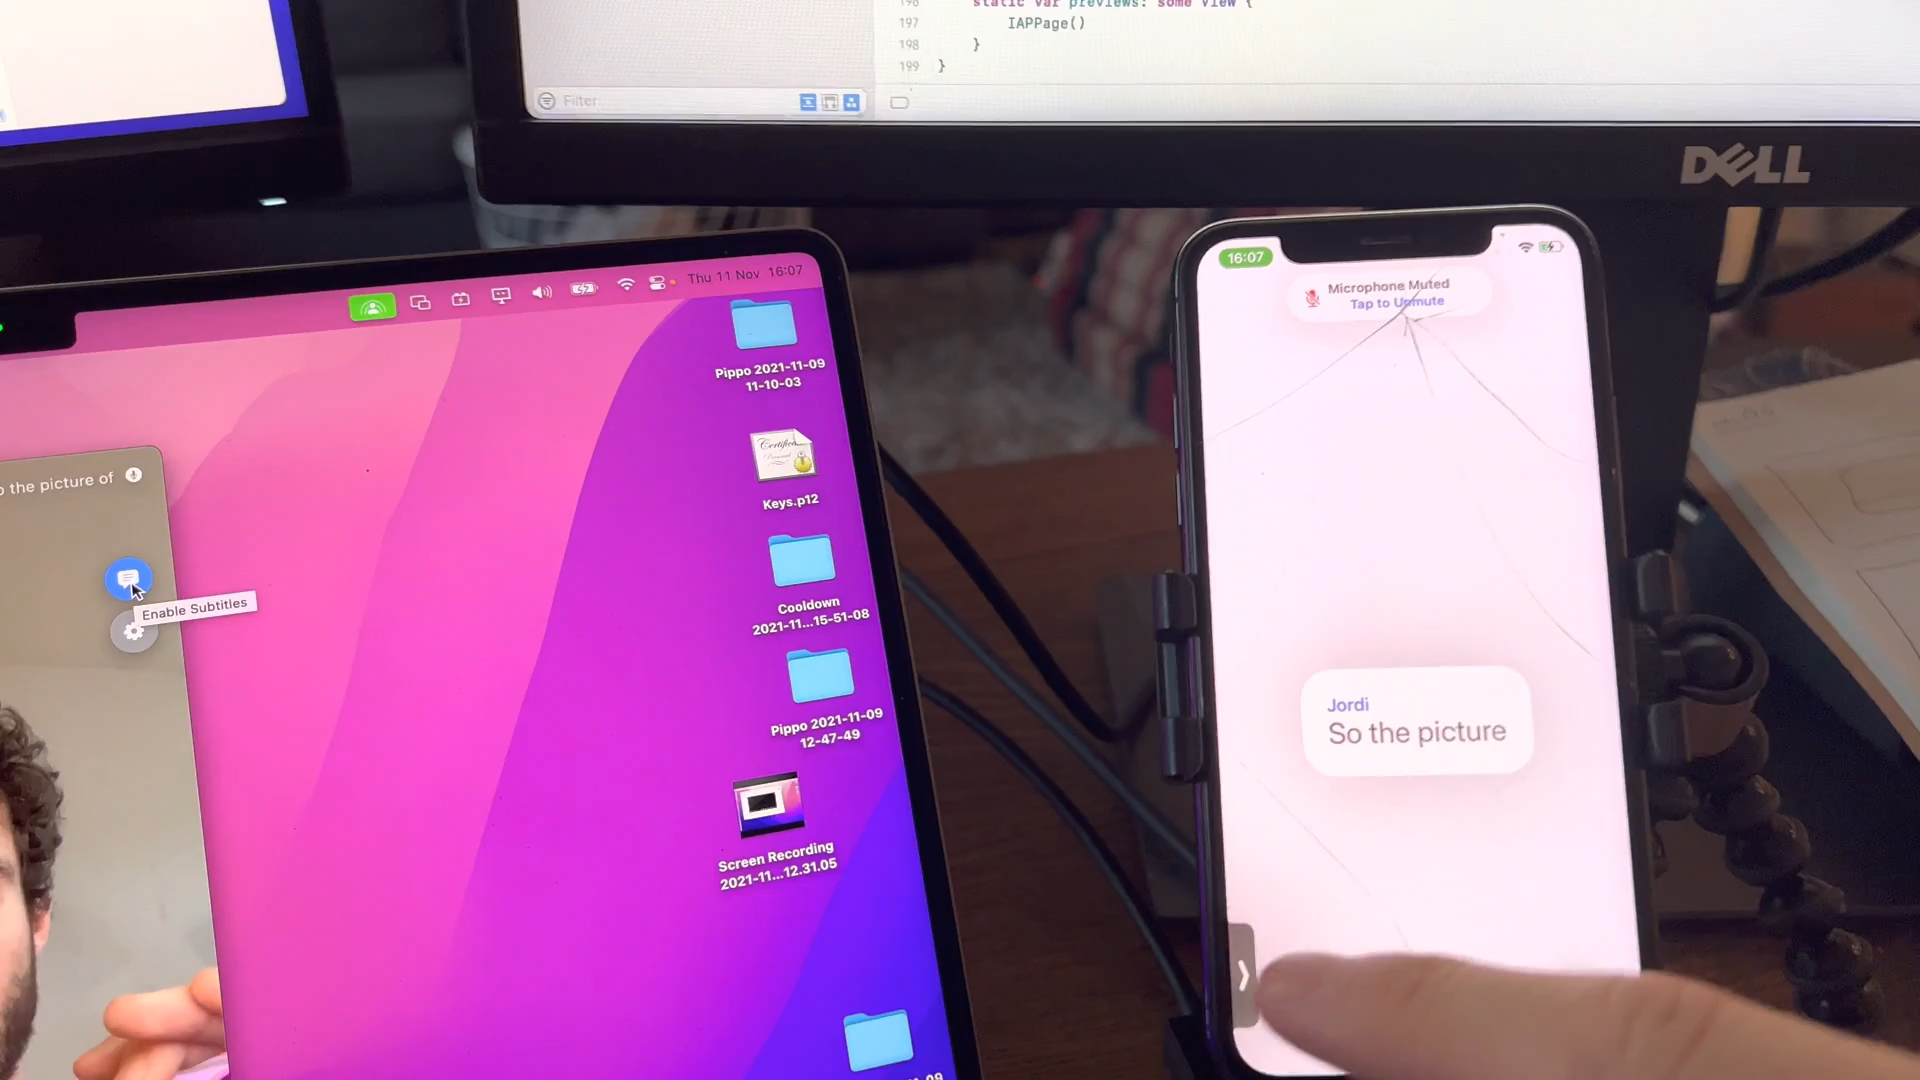 static var previews: some View {
197
IAPPage()
198
}
199
}
Filter
DELL
Thu 11 Nov 16:07
Pippo 2021-11-09
11-10-03
Keys.p12
Cooldown
2021-11...15-51-08
Pippo 2021-11-09
12-47-49
Screen Recording
2021-11...12.31.05
the picture of
Enable Subtitles
16:07
Microphone Muted
Tap to Unmute
Jordi
So the picture